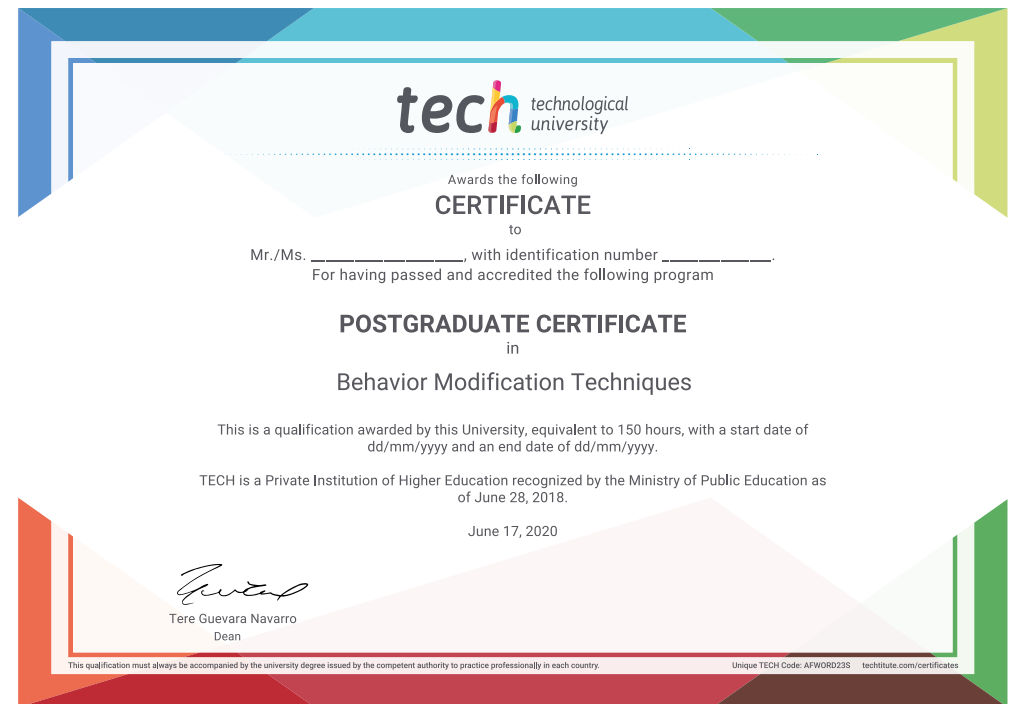 tech technological
university
Awards the following
CERTIFICATE
to
Mr./Ms. __________________, with identification number _____________.
For having passed and accredited the following program
POSTGRADUATE CERTIFICATE
in
Behavior Modification Techniques
This is a qualification awarded by this University, equivalent to 150 hours, with a start date of
dd/mm/yyyy and an end date of dd/mm/yyyy.
TECH is a Private Institution of Higher Education recognized by the Ministry of Public Education as
of June 28, 2018.
June 17, 2020
Tere Guevara Navarro
Dean
This qualification must always be accompanied by the university degree issued by the competent authority to practice professionally in each country.
Unique TECH Code: AFWORD23S techtitute.com/certificates